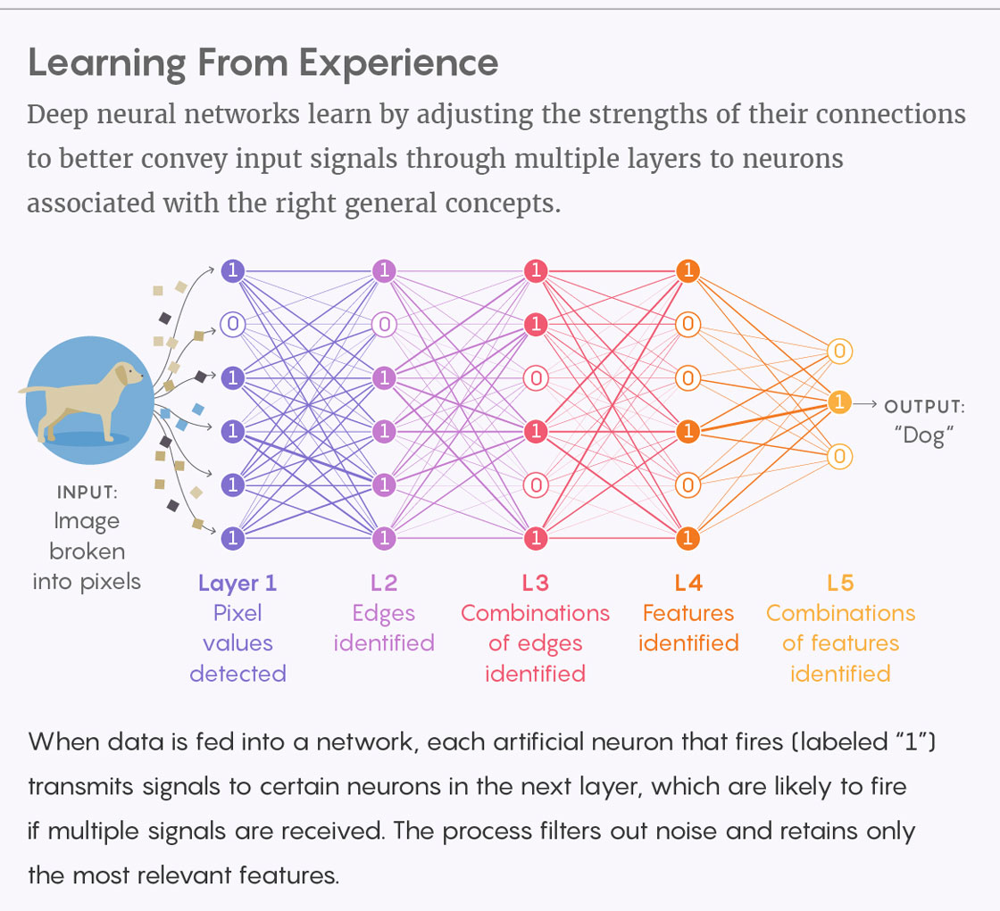 Learning From Experience
Deep neural networks learn by adjusting the strengths of their connections
to better convey input signals through multiple layers to neurons
associated with the right general concepts.
1 1 1 1
0 0 1 0
0
1 1 0 0
1 1 1 1 1
0
1 1 0 0
1 1 1 1
OUTPUT:
“Dog“
INPUT:
Image
broken
into pixels
Layer 1
Pixel
values
detected
L2
Edges
identified
L3
Combinations
of edges
identified
L4
Features
identified
L5
Combinations
of features
identified
When data is fed into a network, each artificial neuron that fires (labeled “1”)
transmits signals to certain neurons in the next layer, which are likely to fire
if multiple signals are received. The process filters out noise and retains only
the most relevant features.